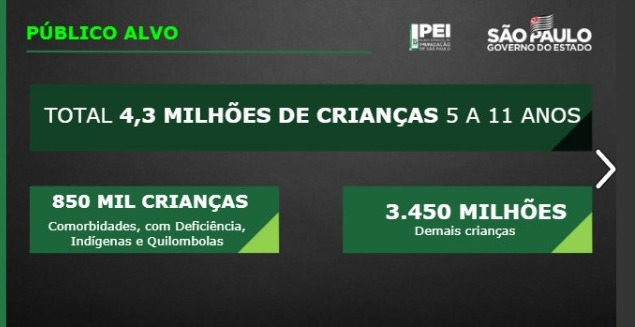 PÚBLICO ALVO
IPEI
SÃO PAULO
GOVERNO DO ESTADO
TOTAL 4,3 MILHÕES DE CRIANÇAS 5 A 11 ANOS
850 MIL CRIANÇAS
Comorbidades, com Deficiência,
Indígenas e Quilombolas
3.450 MILHÕES
Demais crianças